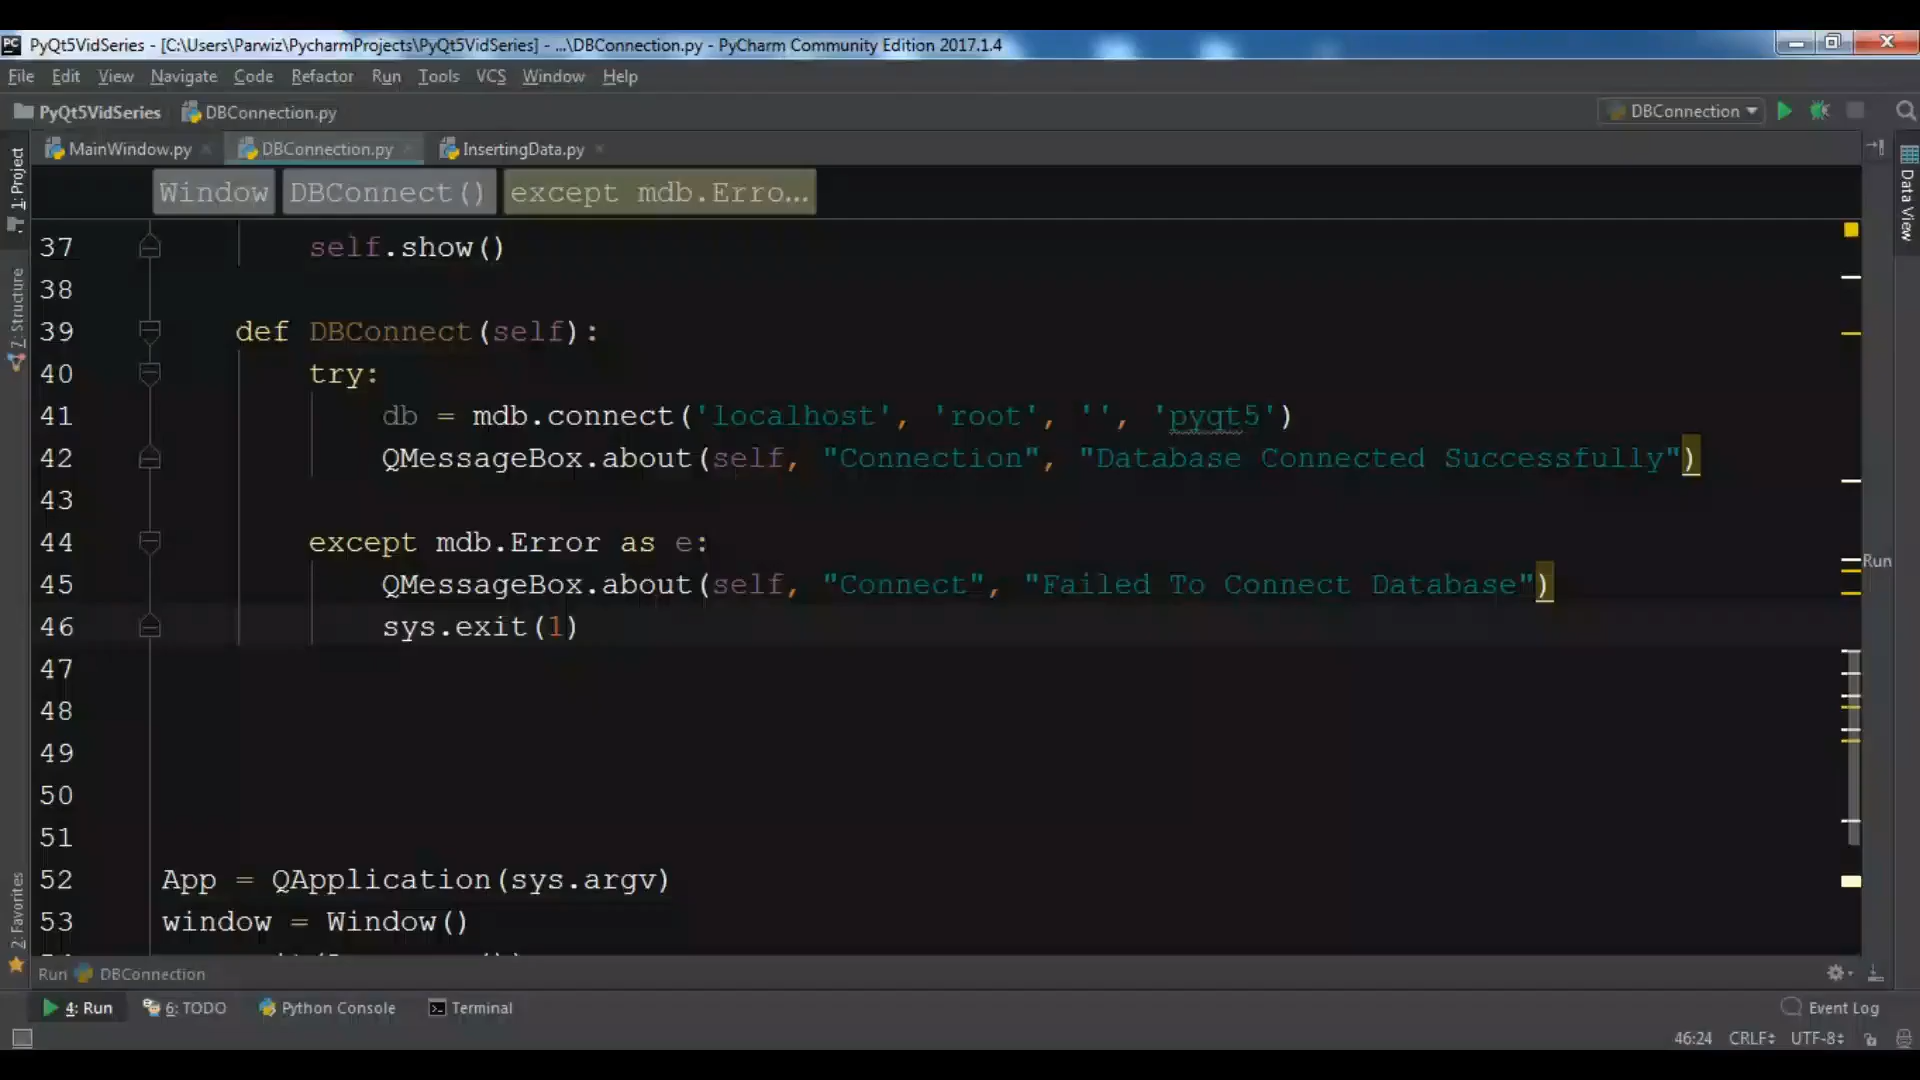 PyQt5VidSeries - [C:\Users\Parwiz\PycharmProjects\PyQt5VidSeries] - ...\DBConnection.py - PyCharm Community Edition 2017.1.4
File Edit View Navigate Code Refactor Run Tools VCS Window Help
PyQt5VidSeries DBConnection.py DBConnection
MainWindow.py DBConnection.py InsertingData.py
1: Project
7: Structure
2: Favorites
Data View
Window DBConnect() except mdb.Erro...
37 self.show()
38
39 def DBConnect(self):
40 try:
41 db = mdb.connect('localhost', 'root', '', 'pyqt5')
42 QMessageBox.about(self, "Connection", "Database Connected Successfully")
43
44 except mdb.Error as e:
45 QMessageBox.about(self, "Connect", "Failed To Connect Database")
46 sys.exit(1)
47
48
49
50
51
52 App = QApplication(sys.argv)
53 window = Window()
Run
Run DBConnection
4: Run 6: TODO Python Console Terminal Event Log
46:24 CRLF UTF-8